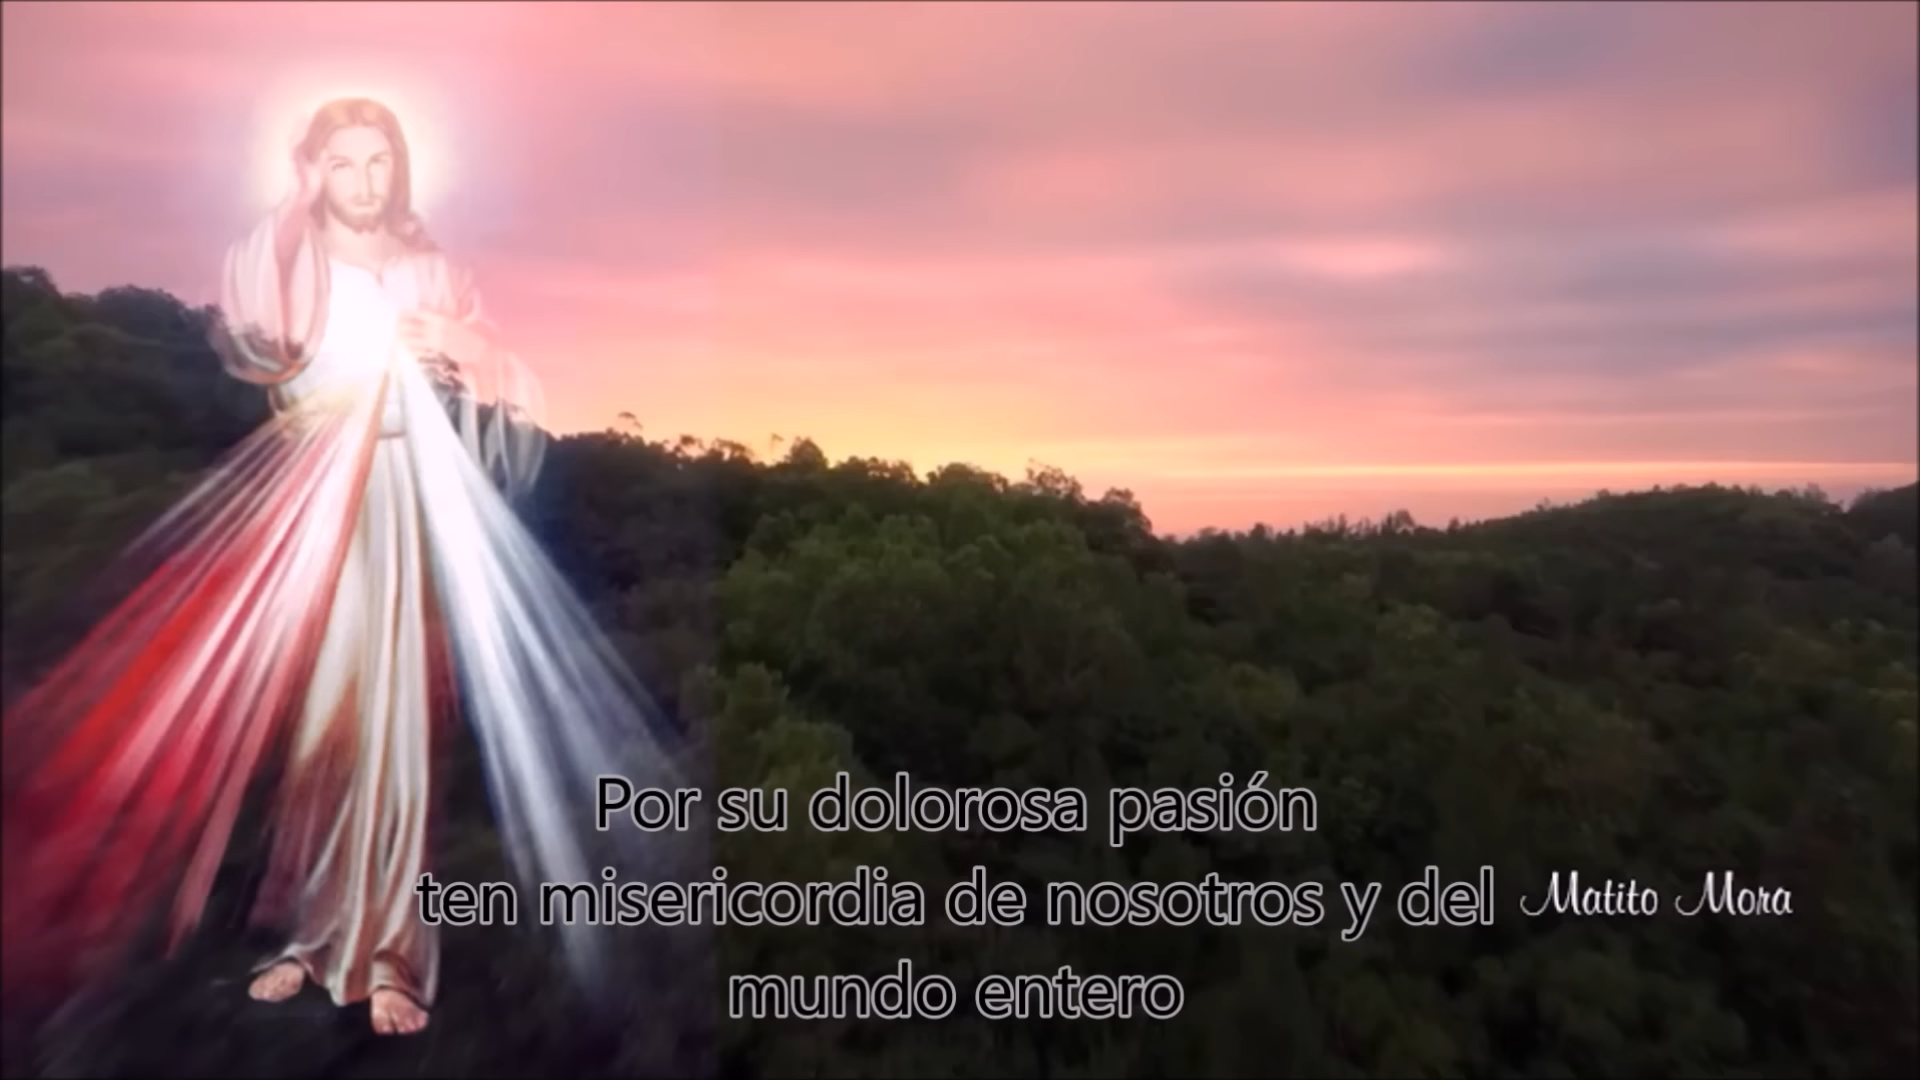 Por su dolorosa pasión
ten misericordia de nosotros y del
mundo entero
Matito Mora